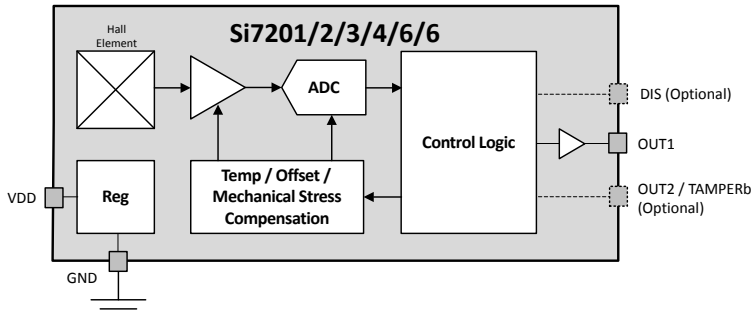 Hall
Element
Si7201/2/3/4/6/6
ADC
Control Logic
DIS (Optional)
OUT1
OUT2 / TAMPERb
(Optional)
Temp / Offset /
Mechanical Stress
Compensation
VDD
Reg
GND